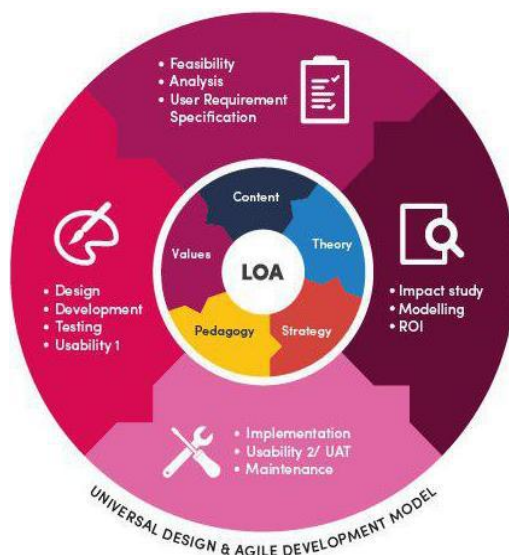 • Feasibility
• Analysis
• User Requirement
Specification
Content
Values
Theory
LOA
Pedagogy
Strategy
• Design
• Development
• Testing
• Usability 1
• Impact study
• Modelling
• ROI
• Implementation
• Usability 2/ UAT
• Maintenance
UNIVERSAL DESIGN & AGILE DEVELOPMENT MODEL